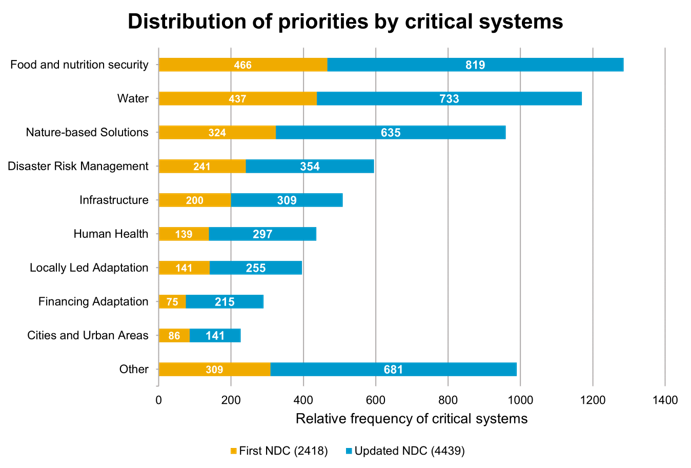 Distribution of priorities by critical systems
Food and nutrition security 466 819
Water 437 733
Nature-based Solutions 324 635
Disaster Risk Management 241 354
Infrastructure 200 309
Human Health 139 297
Locally Led Adaptation 141 255
Financing Adaptation 75 215
Cities and Urban Areas 86 141
Other 309 681
0 200 400 600 800 1000 1200 1400
Relative frequency of critical systems
First NDC (2418) Updated NDC (4439)